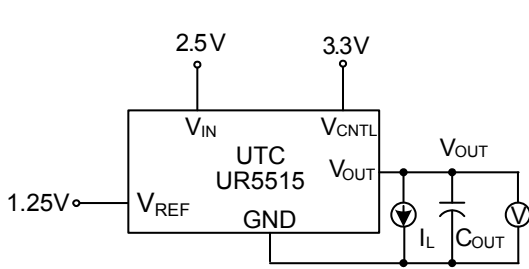 2.5V
3.3V
VIN
VCNTL
UTC
UR5515
VOUT
VOUT
1.25V
VREF
GND
IL
COUT
V